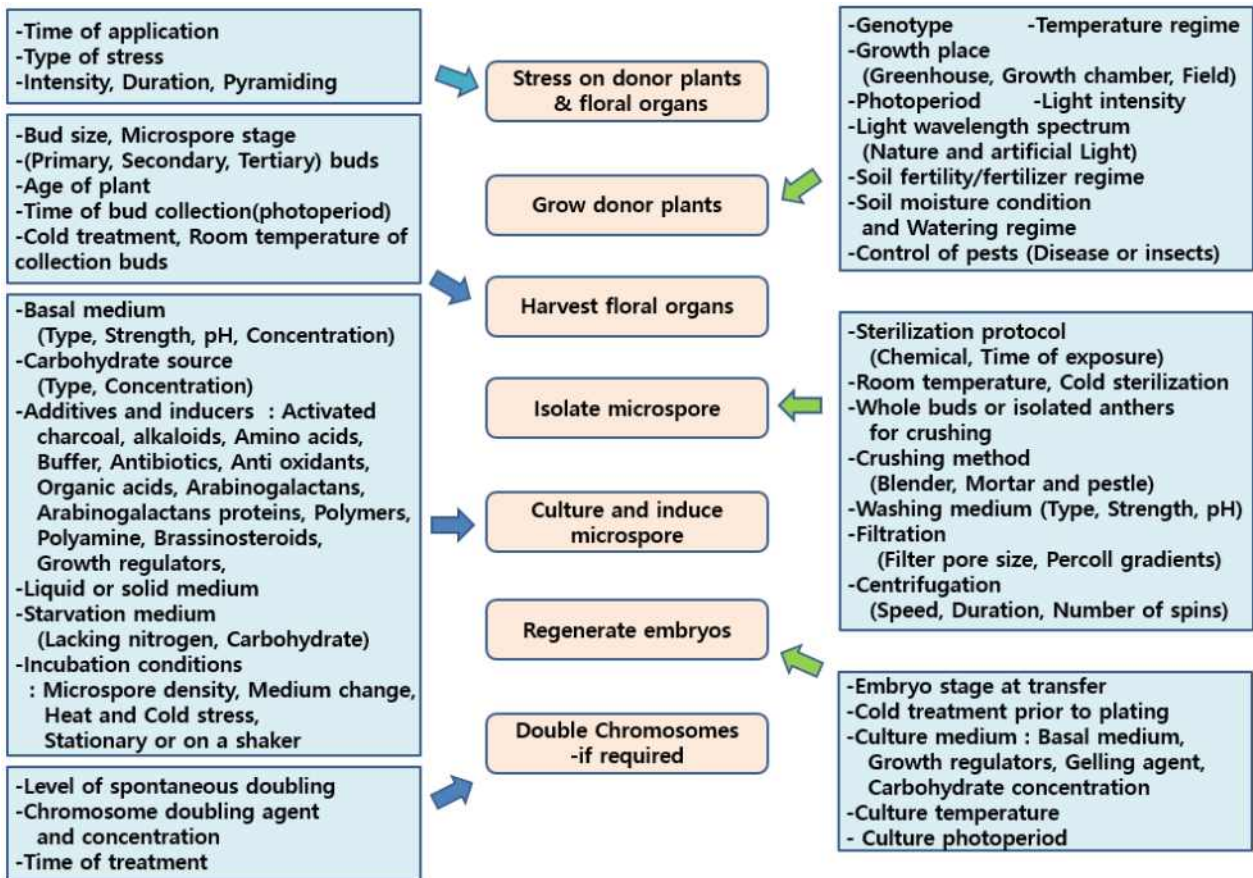 -Time of application
-Type of stress
-Intensity, Duration, Pyramiding
-Bud size, Microspore stage
-(Primary, Secondary, Tertiary) buds
-Age of plant
-Time of bud collection(photoperiod)
-Cold treatment, Room temperature of
collection buds
-Basal medium
(Type, Strength, pH, Concentration)
-Carbohydrate source
(Type, Concentration)
-Additives and inducers : Activated
charcoal, alkaloids, Amino acids,
Buffer, Antibiotics, Anti oxidants,
Organic acids, Arabinogalactans,
Arabinogalactans proteins, Polymers,
Polyamine, Brassinosteroids,
Growth regulators,
-Liquid or solid medium
-Starvation medium
(Lacking nitrogen, Carbohydrate)
-Incubation conditions
: Microspore density, Medium change,
Heat and Cold stress,
Stationary or on a shaker
-Level of spontaneous doubling
-Chromosome doubling agent
and concentration
-Time of treatment
Stress on donor plants
& floral organs
Grow donor plants
Harvest floral organs
Isolate microspore
Culture and induce
microspore
Regenerate embryos
Double Chromosomes
-if required
-Genotype -Temperature regime
-Growth place
(Greenhouse, Growth chamber, Field)
-Photoperiod -Light intensity
-Light wavelength spectrum
(Nature and artificial Light)
-Soil fertility/fertilizer regime
-Soil moisture condition
and Watering regime
-Control of pests (Disease or insects)
-Sterilization protocol
(Chemical, Time of exposure)
-Room temperature, Cold sterilization
-Whole buds or isolated anthers
for crushing
-Crushing method
(Blender, Mortar and pestle)
-Washing medium (Type, Strength, pH)
-Filtration
(Filter pore size, Percoll gradients)
-Centrifugation
(Speed, Duration, Number of spins)
-Embryo stage at transfer
-Cold treatment prior to plating
-Culture medium : Basal medium,
Growth regulators, Gelling agent,
Carbohydrate concentration
-Culture temperature
- Culture photoperiod